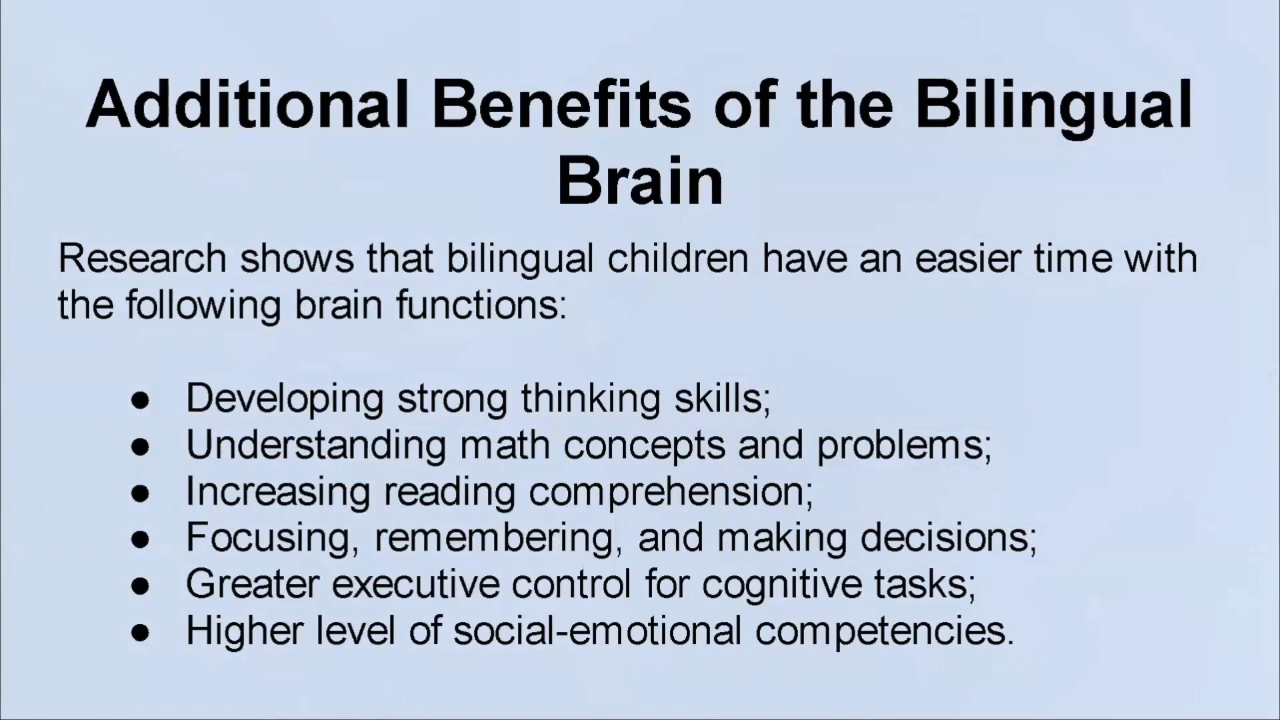 Additional Benefits of the Bilingual
Brain
Research shows that bilingual children have an easier time with
the following brain functions:
● Developing strong thinking skills;
● Understanding math concepts and problems;
● Increasing reading comprehension;
● Focusing, remembering, and making decisions;
● Greater executive control for cognitive tasks;
● Higher level of social-emotional competencies.